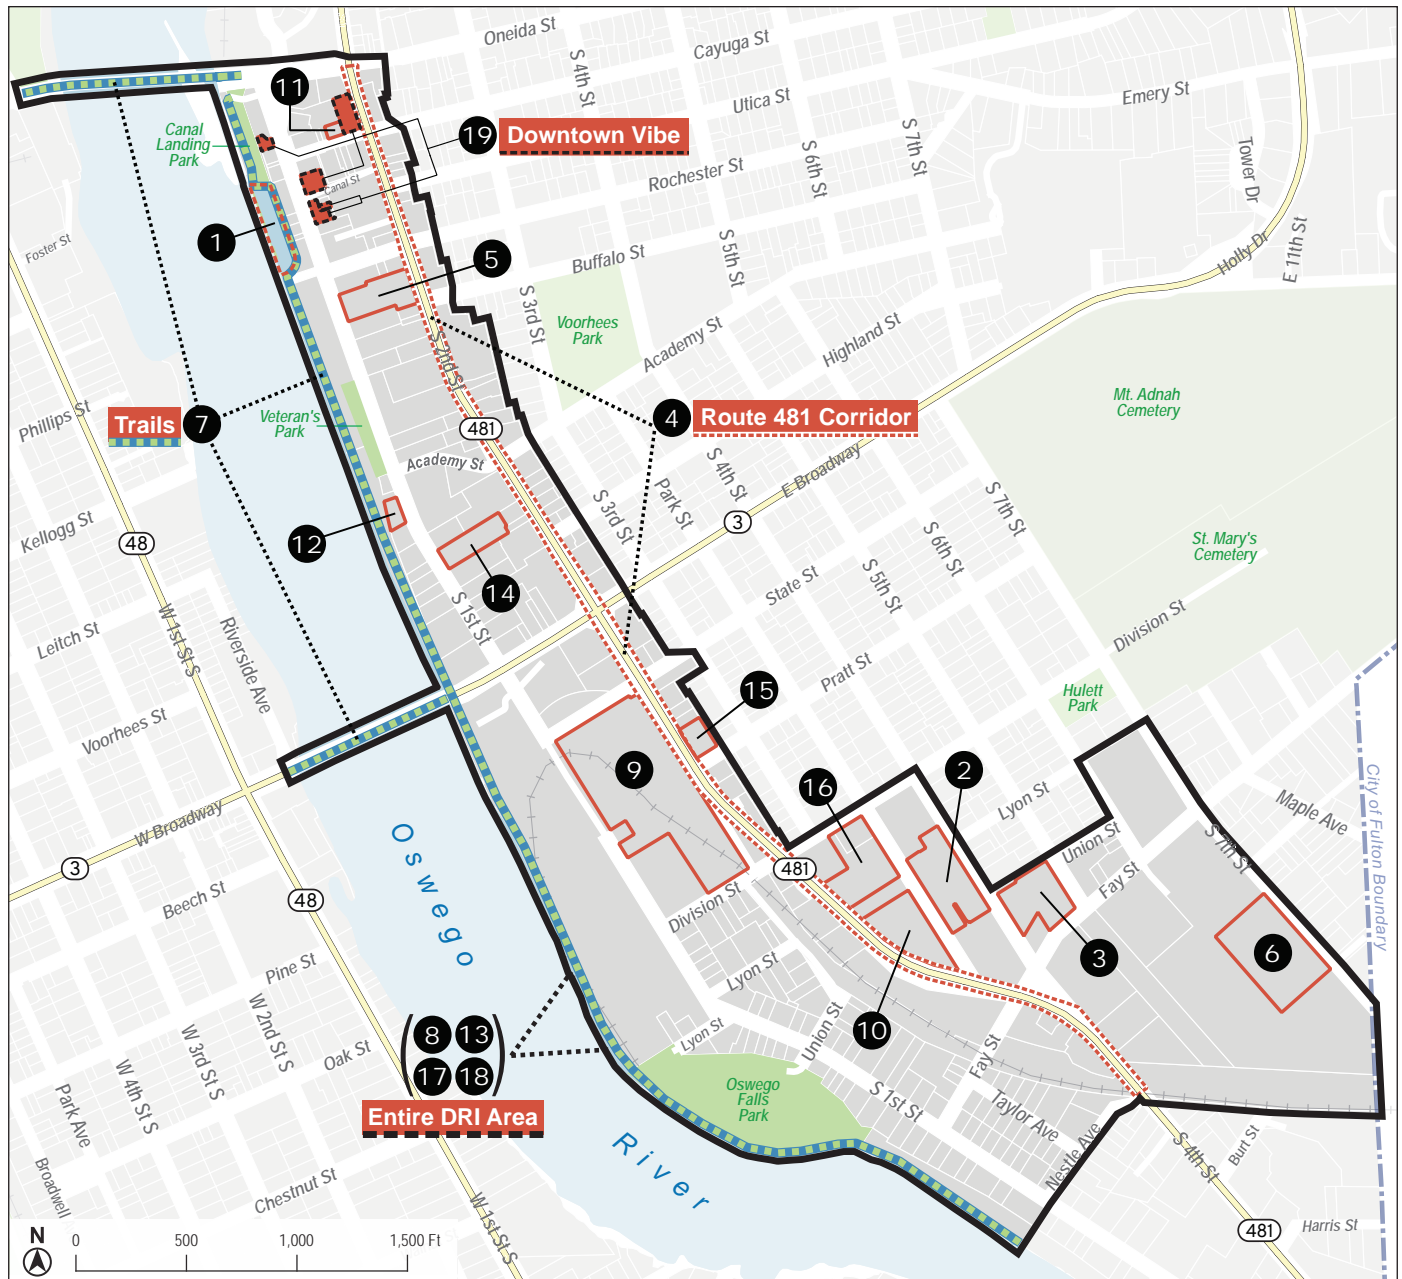 Oneida St
Cayuga St
S 4th St
Utica St
Emery St
11
Canal
Landing
Park
19
Downtown Vibe
S 7th St
S 6th St
Tower Dr
Rochester St
Canal St
1
Foster St
5
Buffalo St
S 5th St
Holly Dr
E 11th St
S 3rd St
Voorhees
Park
Academy St
Highland St
S 2nd St
Mt. Adnah
Cemetery
Phillips St
Trails
7
Veteran's
Park
481
4
Route 481 Corridor
Academy St
S 4th St
E Broadway
Park St
S 3rd St
S 7th St
Kellogg St
48
12
3
S 6th St
St. Mary's
Cemetery
14
State St
S 5th St
S 1st St
Leitch St
W 1st St S
Riverside Ave
Division St
Pratt St
15
Hulett
Park
Voorhees St
9
16
2
Lyon St
Maple Ave
City of Fulton Boundary
W Broadway
Oswego
Union St
S 7th St
3
481
Fay St
Beech St
48
Division St
3
6
Pine St
Lyon St
10
W 2nd St S
W 3rd St S
Oak St
W 4th St S
Park Ave
8
13
17
18
Entire DRI Area
Lyon St
Union St
Fay St
Oswego
Falls
Park
S 1st St
Taylor Ave
Nestle Ave
S 4th St
Burt St
River
Broadwell
Chestnut St
W 1st St S
481
Harris St
N
0
500
1,000
1,500 Ft